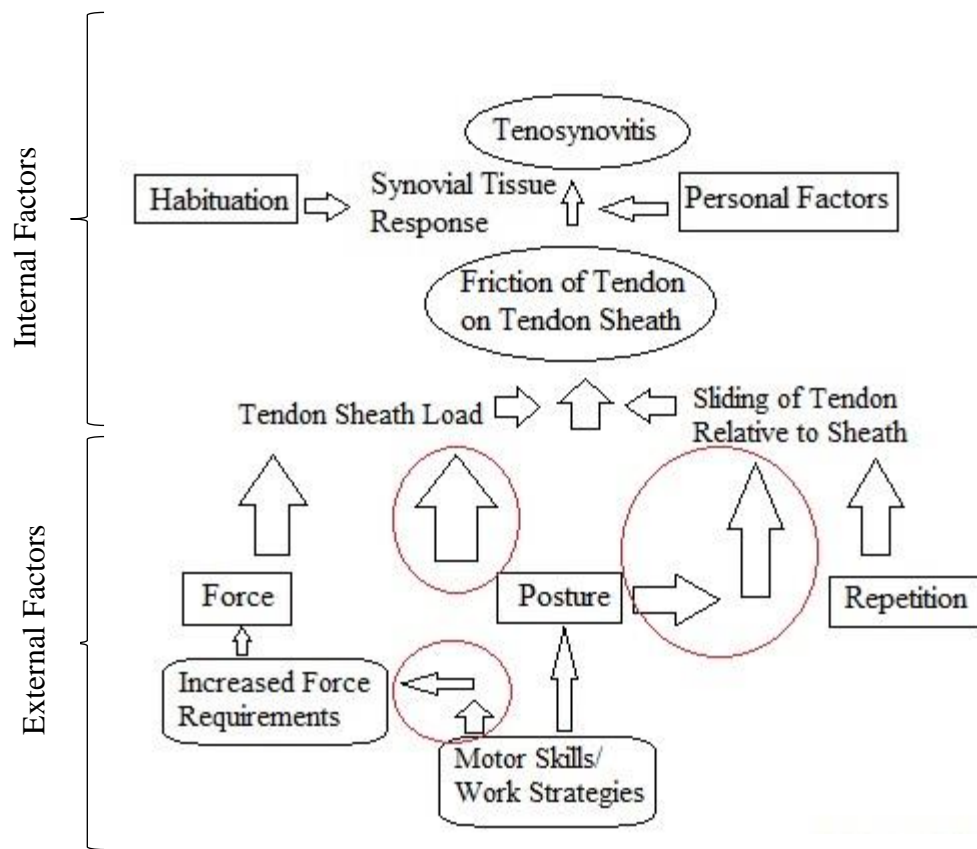 Internal Factors
Tenosynovitis
Habituation
Synovial Tissue
Response
Personal Factors
Friction of Tendon
on Tendon Sheath
Tendon Sheath Load
Sliding of Tendon
Relative to Sheath
External Factors
Force
Posture
Repetition
Increased Force
Requirements
Motor Skills/
Work Strategies